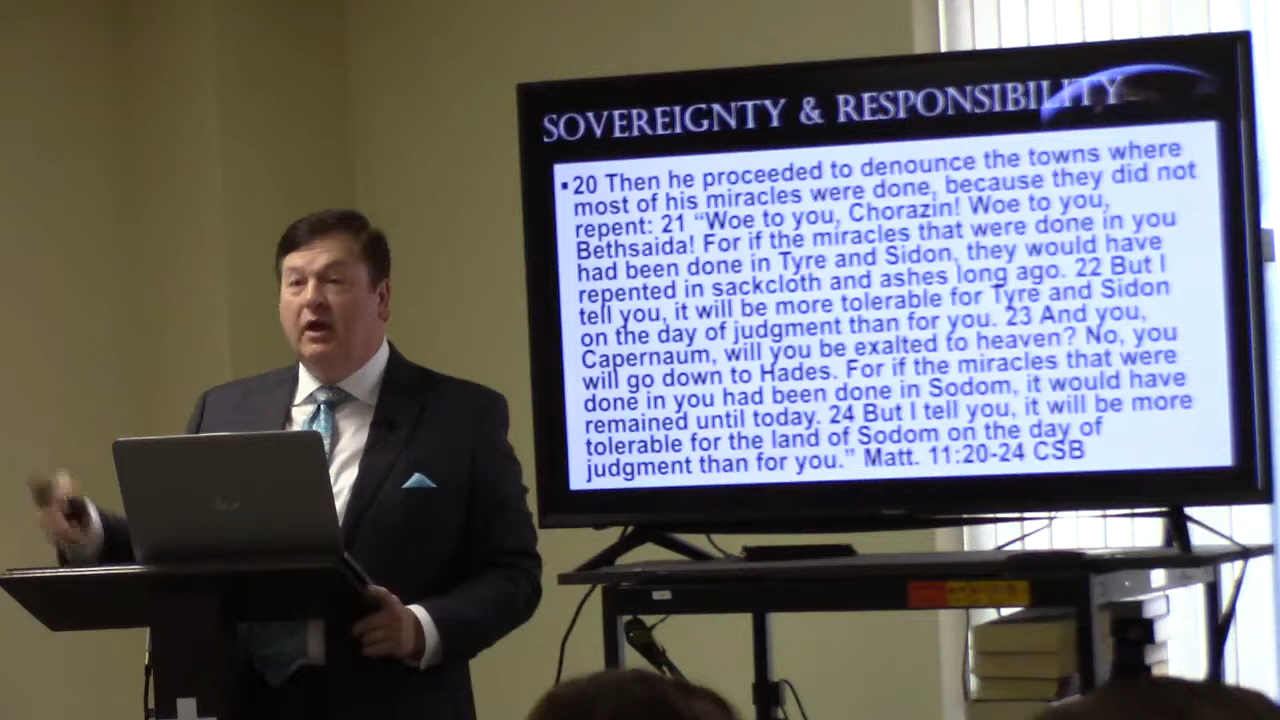 SOVEREIGNTY & RESPONSIBILITY
▪20 Then he proceeded to denounce the towns where
most of his miracles were done, because they did not
repent: 21 “Woe to you, Chorazin! Woe to you,
Bethsaida! For if the miracles that were done in you
had been done in Tyre and Sidon, they would have
repented in sackcloth and ashes long ago. 22 But I
tell you, it will be more tolerable for Tyre and Sidon
on the day of judgment than for you. 23 And you,
Capernaum, will you be exalted to heaven? No, you
will go down to Hades. For if the miracles that were
done in you had been done in Sodom, it would have
remained until today. 24 But I tell you, it will be more
tolerable for the land of Sodom on the day of
judgment than for you.” Matt. 11:20-24 CSB